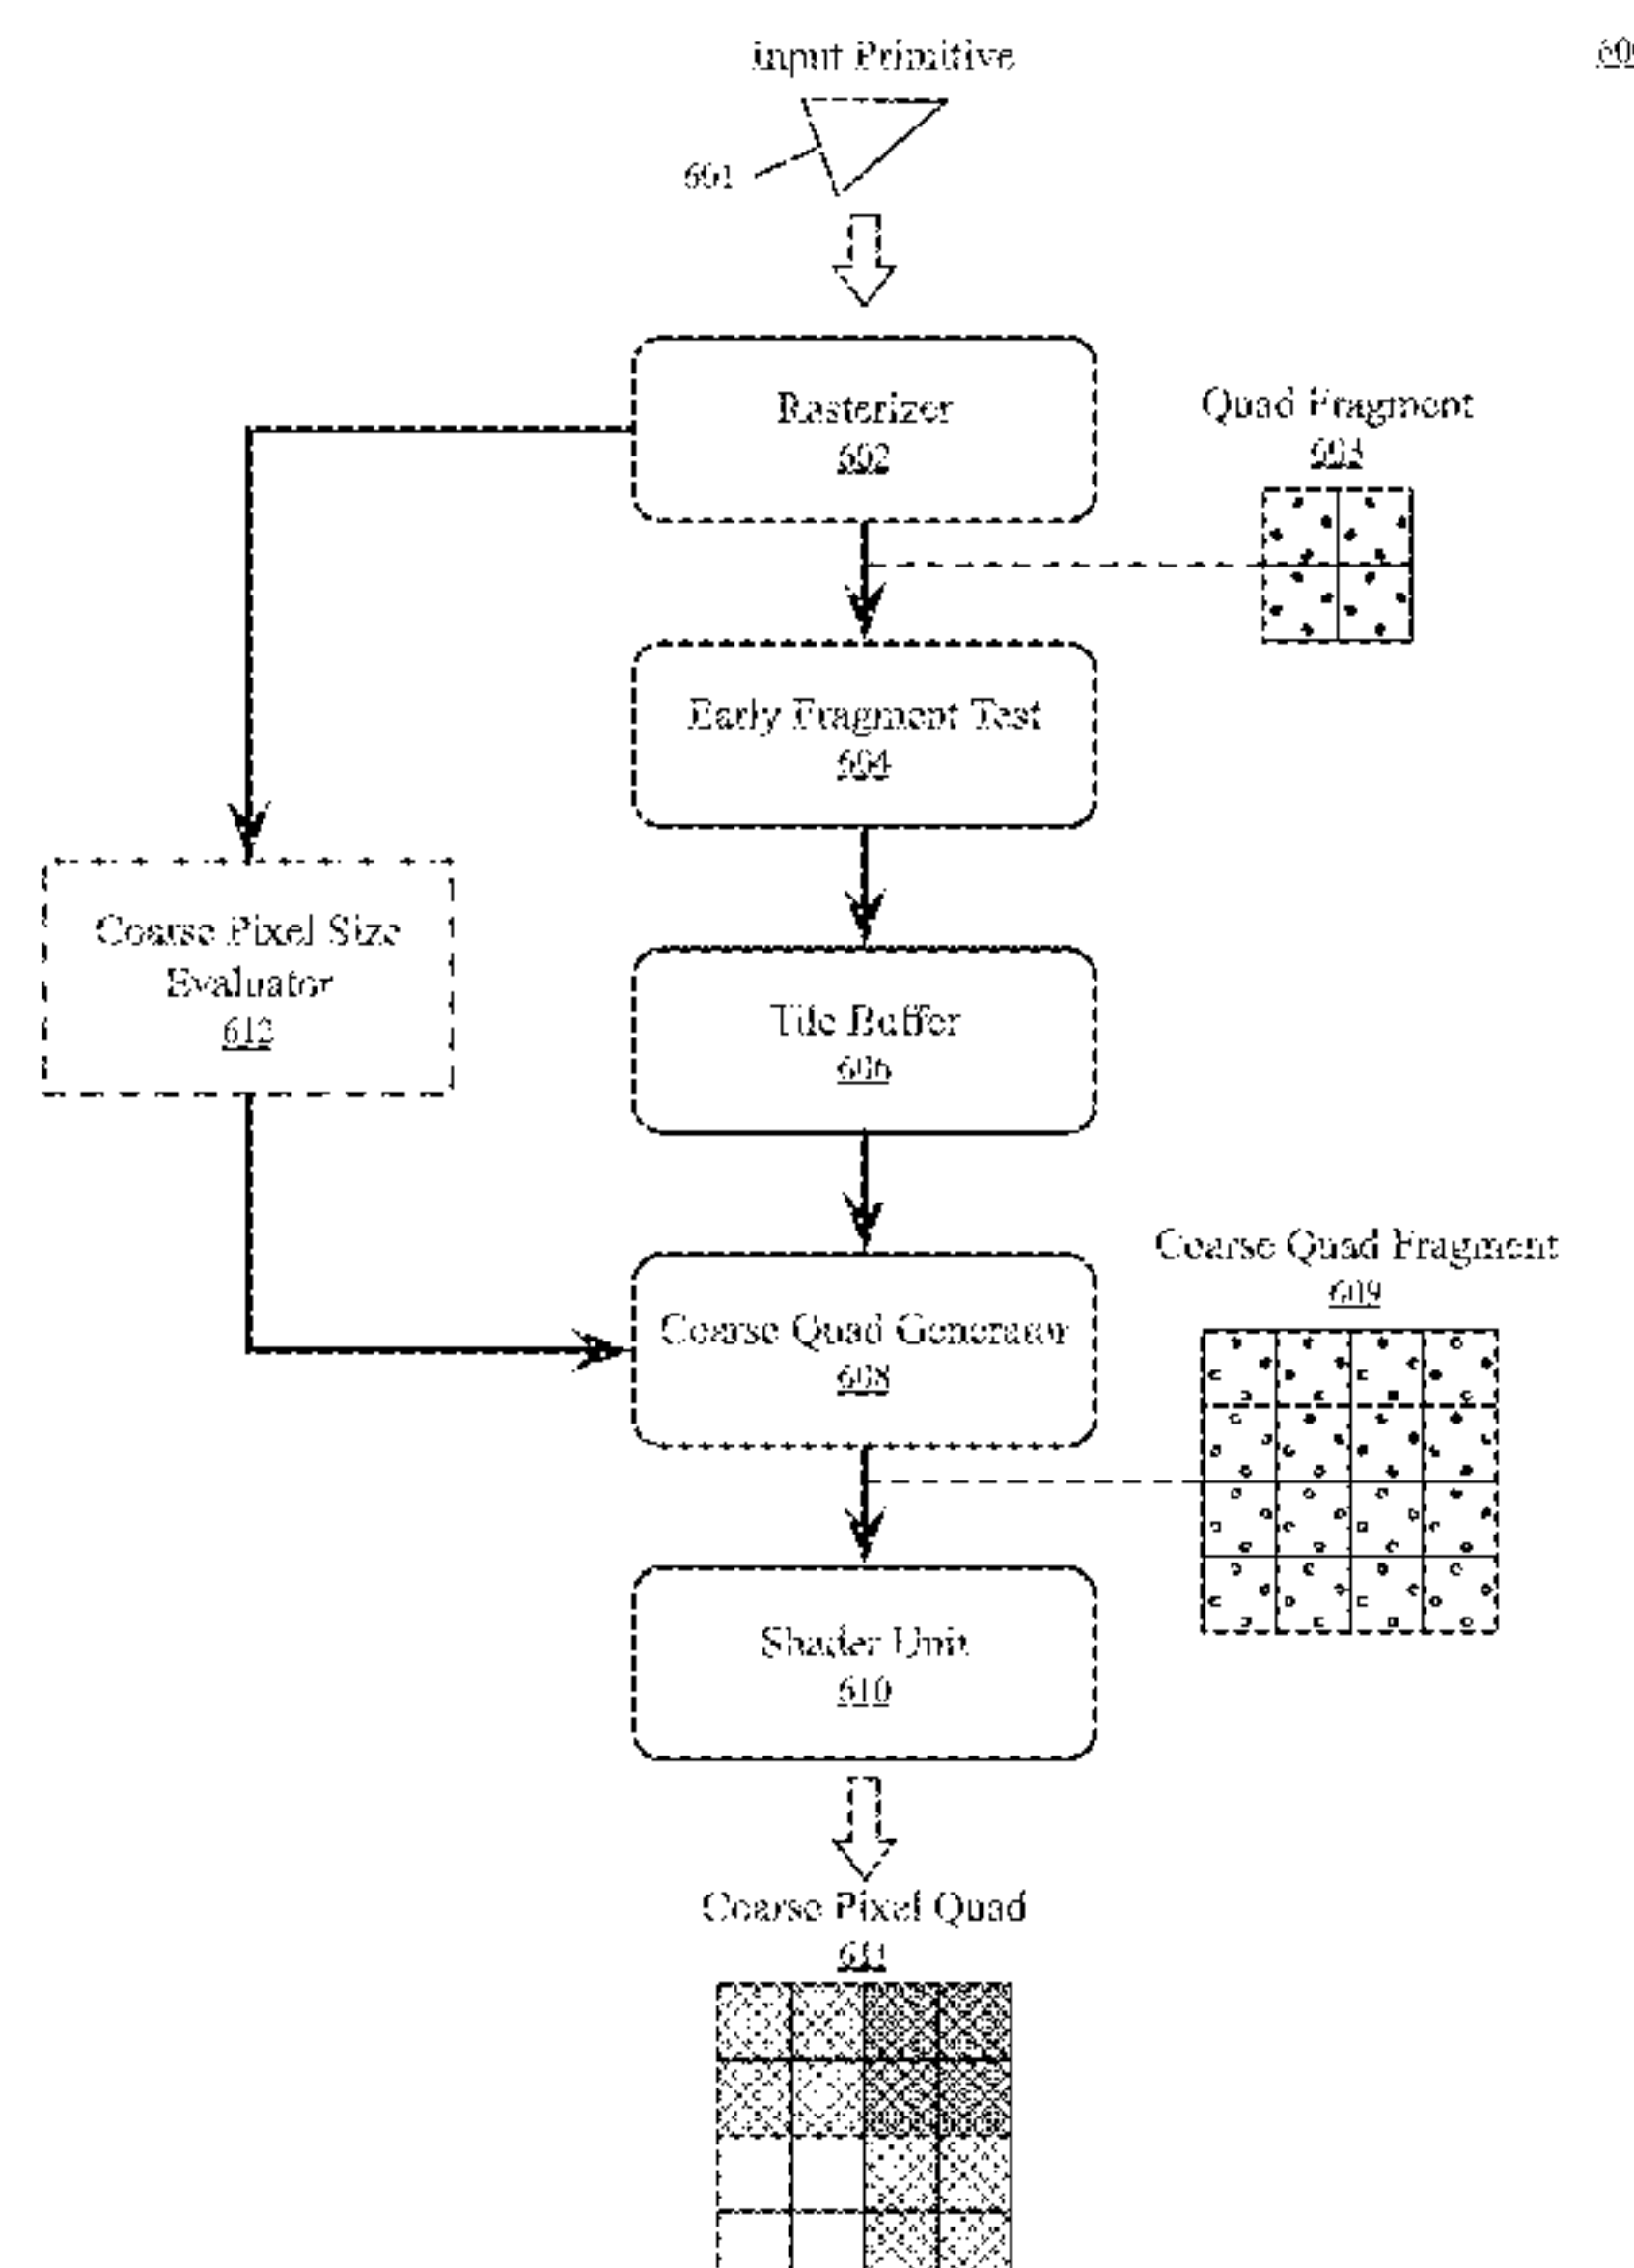 Input Primitive
601
Rasterizer
602
Quad Fragment
603
Early Fragment Test
604
Coarse Pixel Size
Evaluator
612
Tile Buffer
606
Coarse Quad Generator
608
Coarse Quad Fragment
609
Shader Unit
610
Coarse Pixel Quad
611